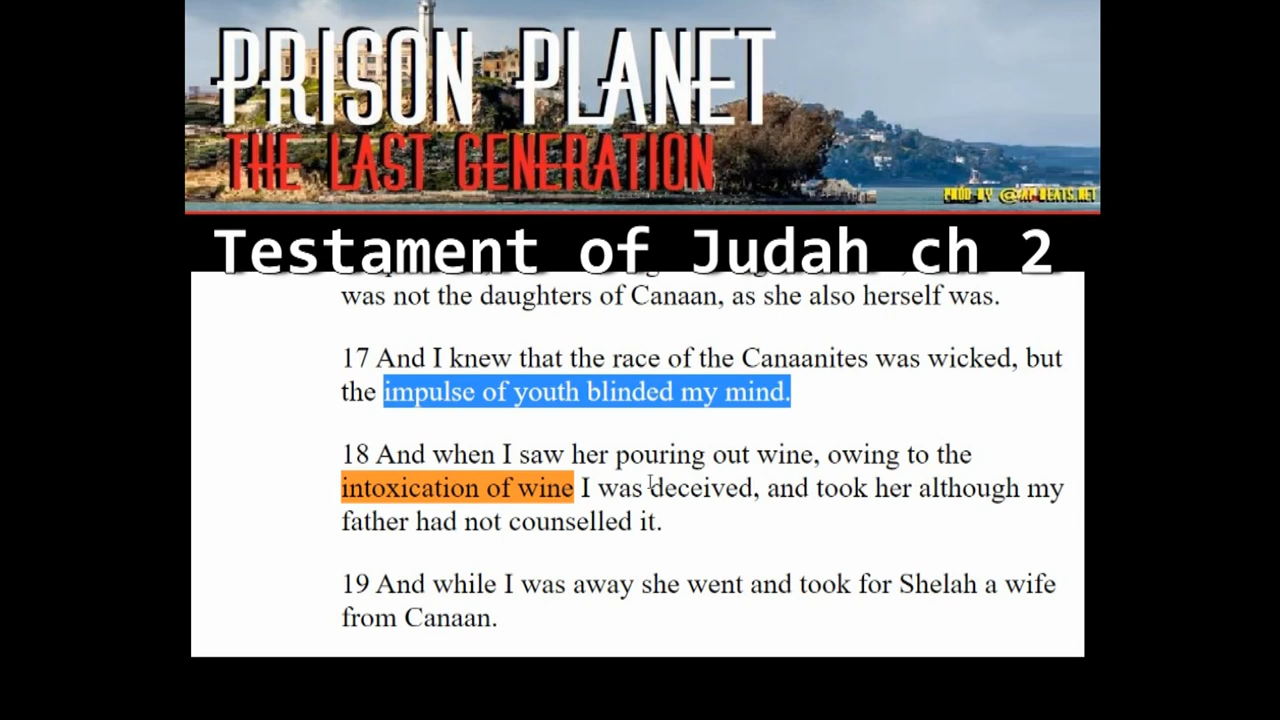 PRISON PLANET
THE LAST GENERATION
Testament of Judah ch 2
was not the daughters of Canaan, as she also herself was.
17 And I knew that the race of the Canaanites was wicked, but
the impulse of youth blinded my mind.
18 And when I saw her pouring out wine, owing to the
intoxication of wine I was deceived, and took her although my
father had not counselled it.
19 And while I was away she went and took for Shelah a wife
from Canaan.